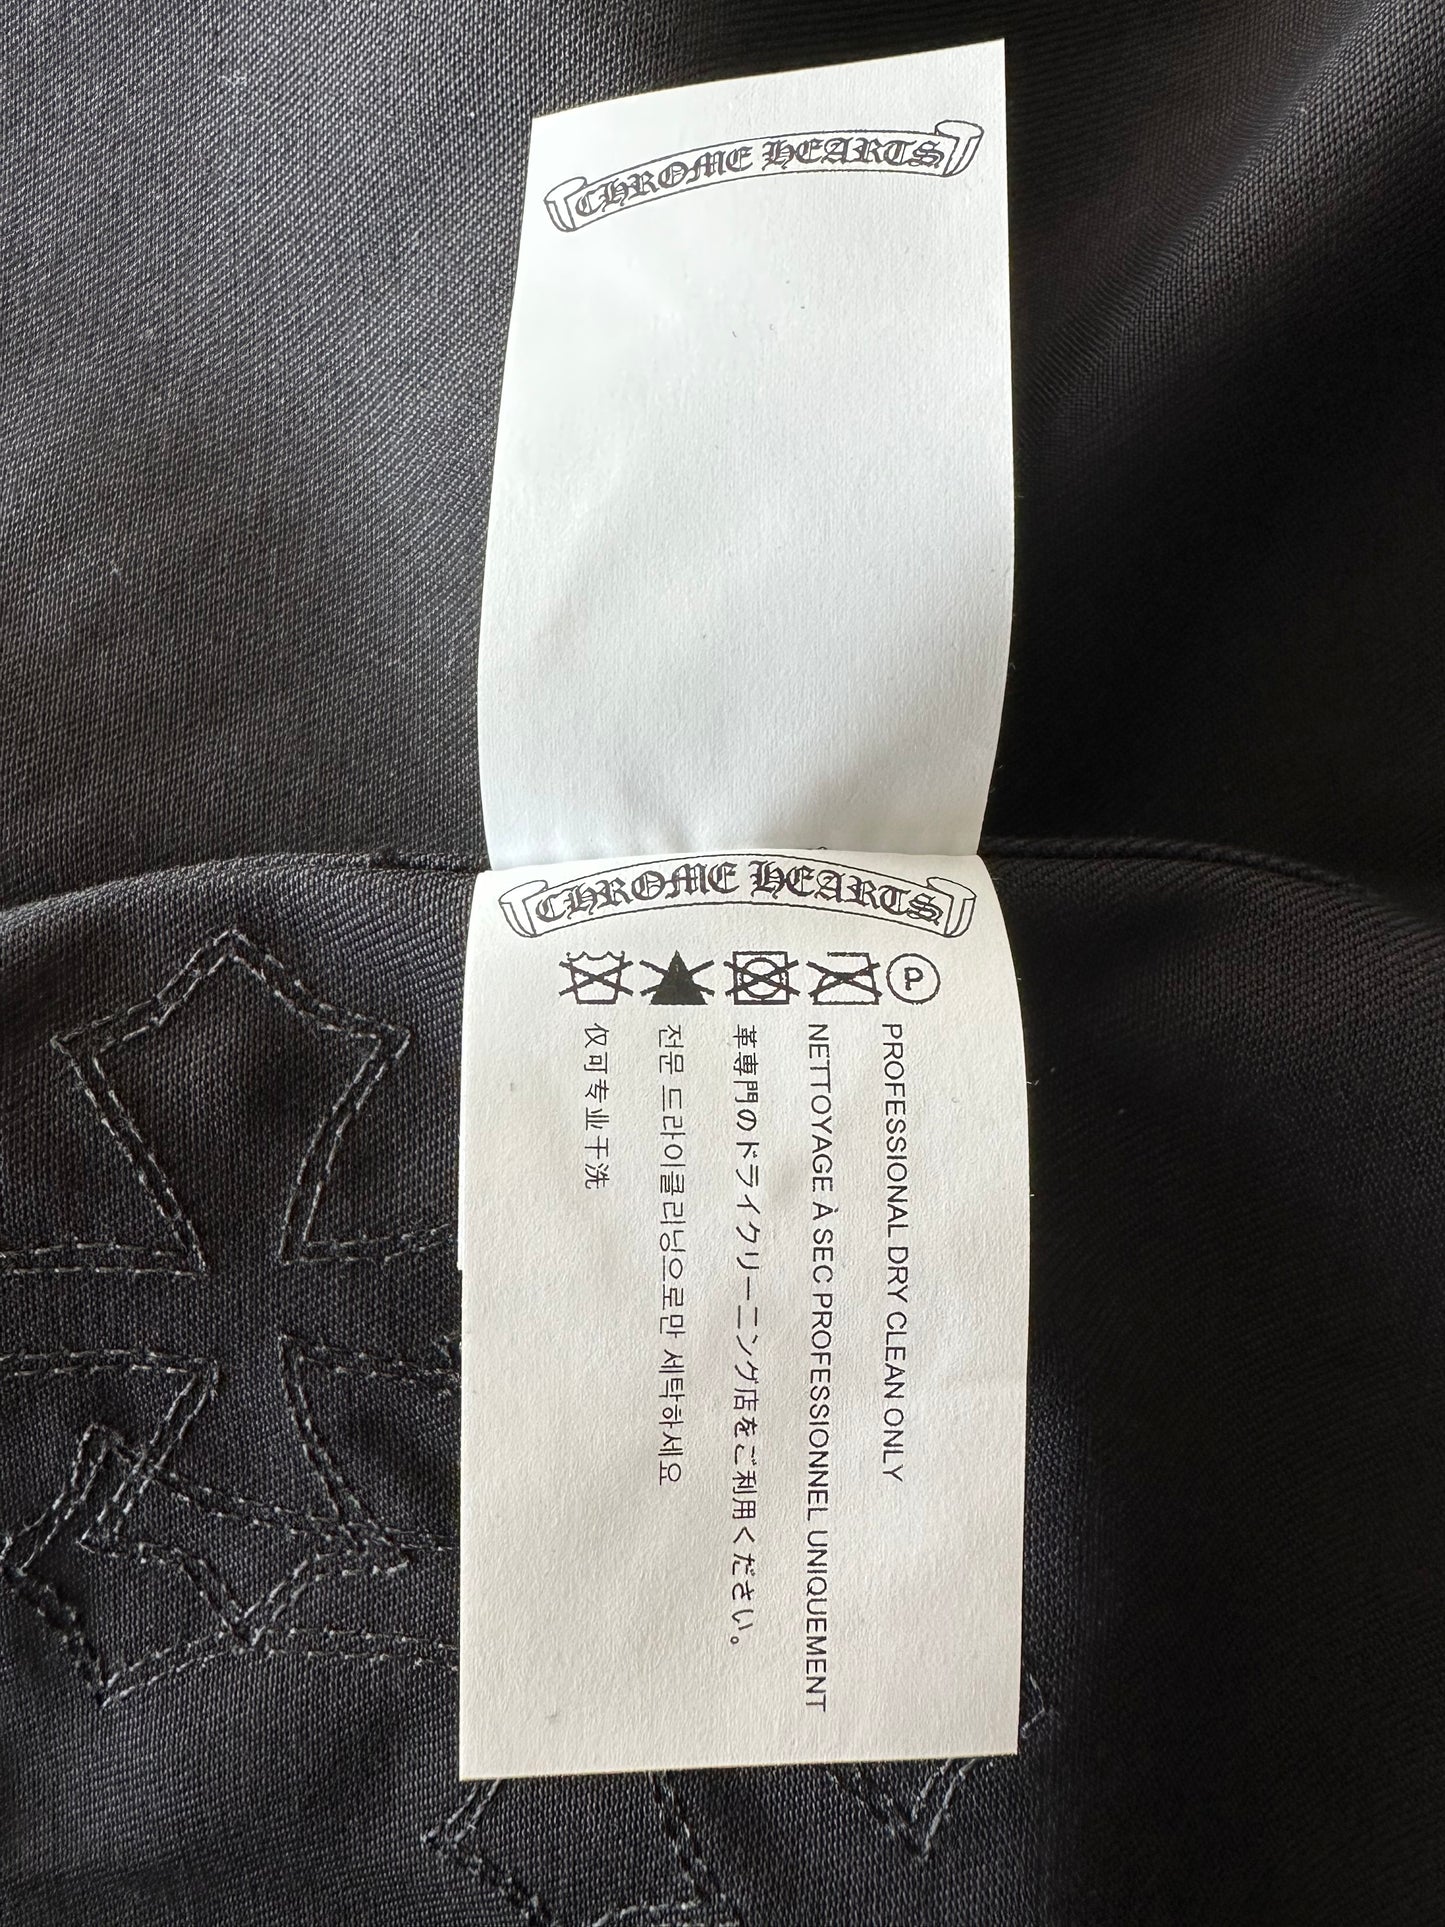 CHROME HEARTS
CHROME HEARTS
P
PROFESSIONAL DRY CLEAN ONLY
NETTOYAGE À SEC PROFESSIONNEL UNIQUEMENT
革専門のドライクリーニング店をご利用ください。
전문 드라이클리닝으로만 세탁하세요
仅可专业干洗